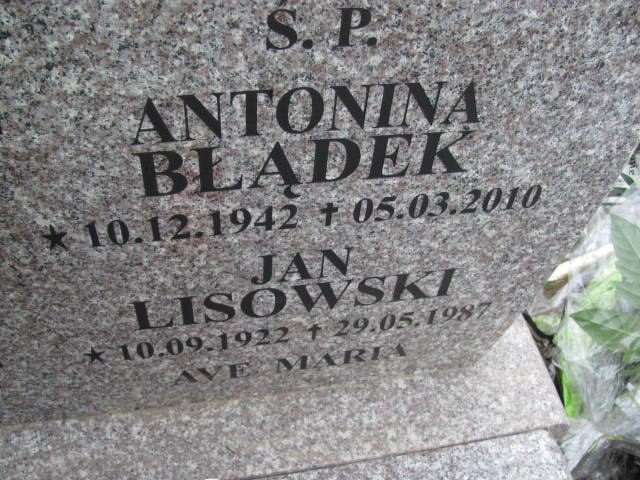 S. P.
ANTONINA
BŁĄDEK
★ 10.12.1942 ✝ 05.03.2010
JAN
LISOWSKI
★ 10.09.1922 ✝ 29.05.1987
AVE MARIA